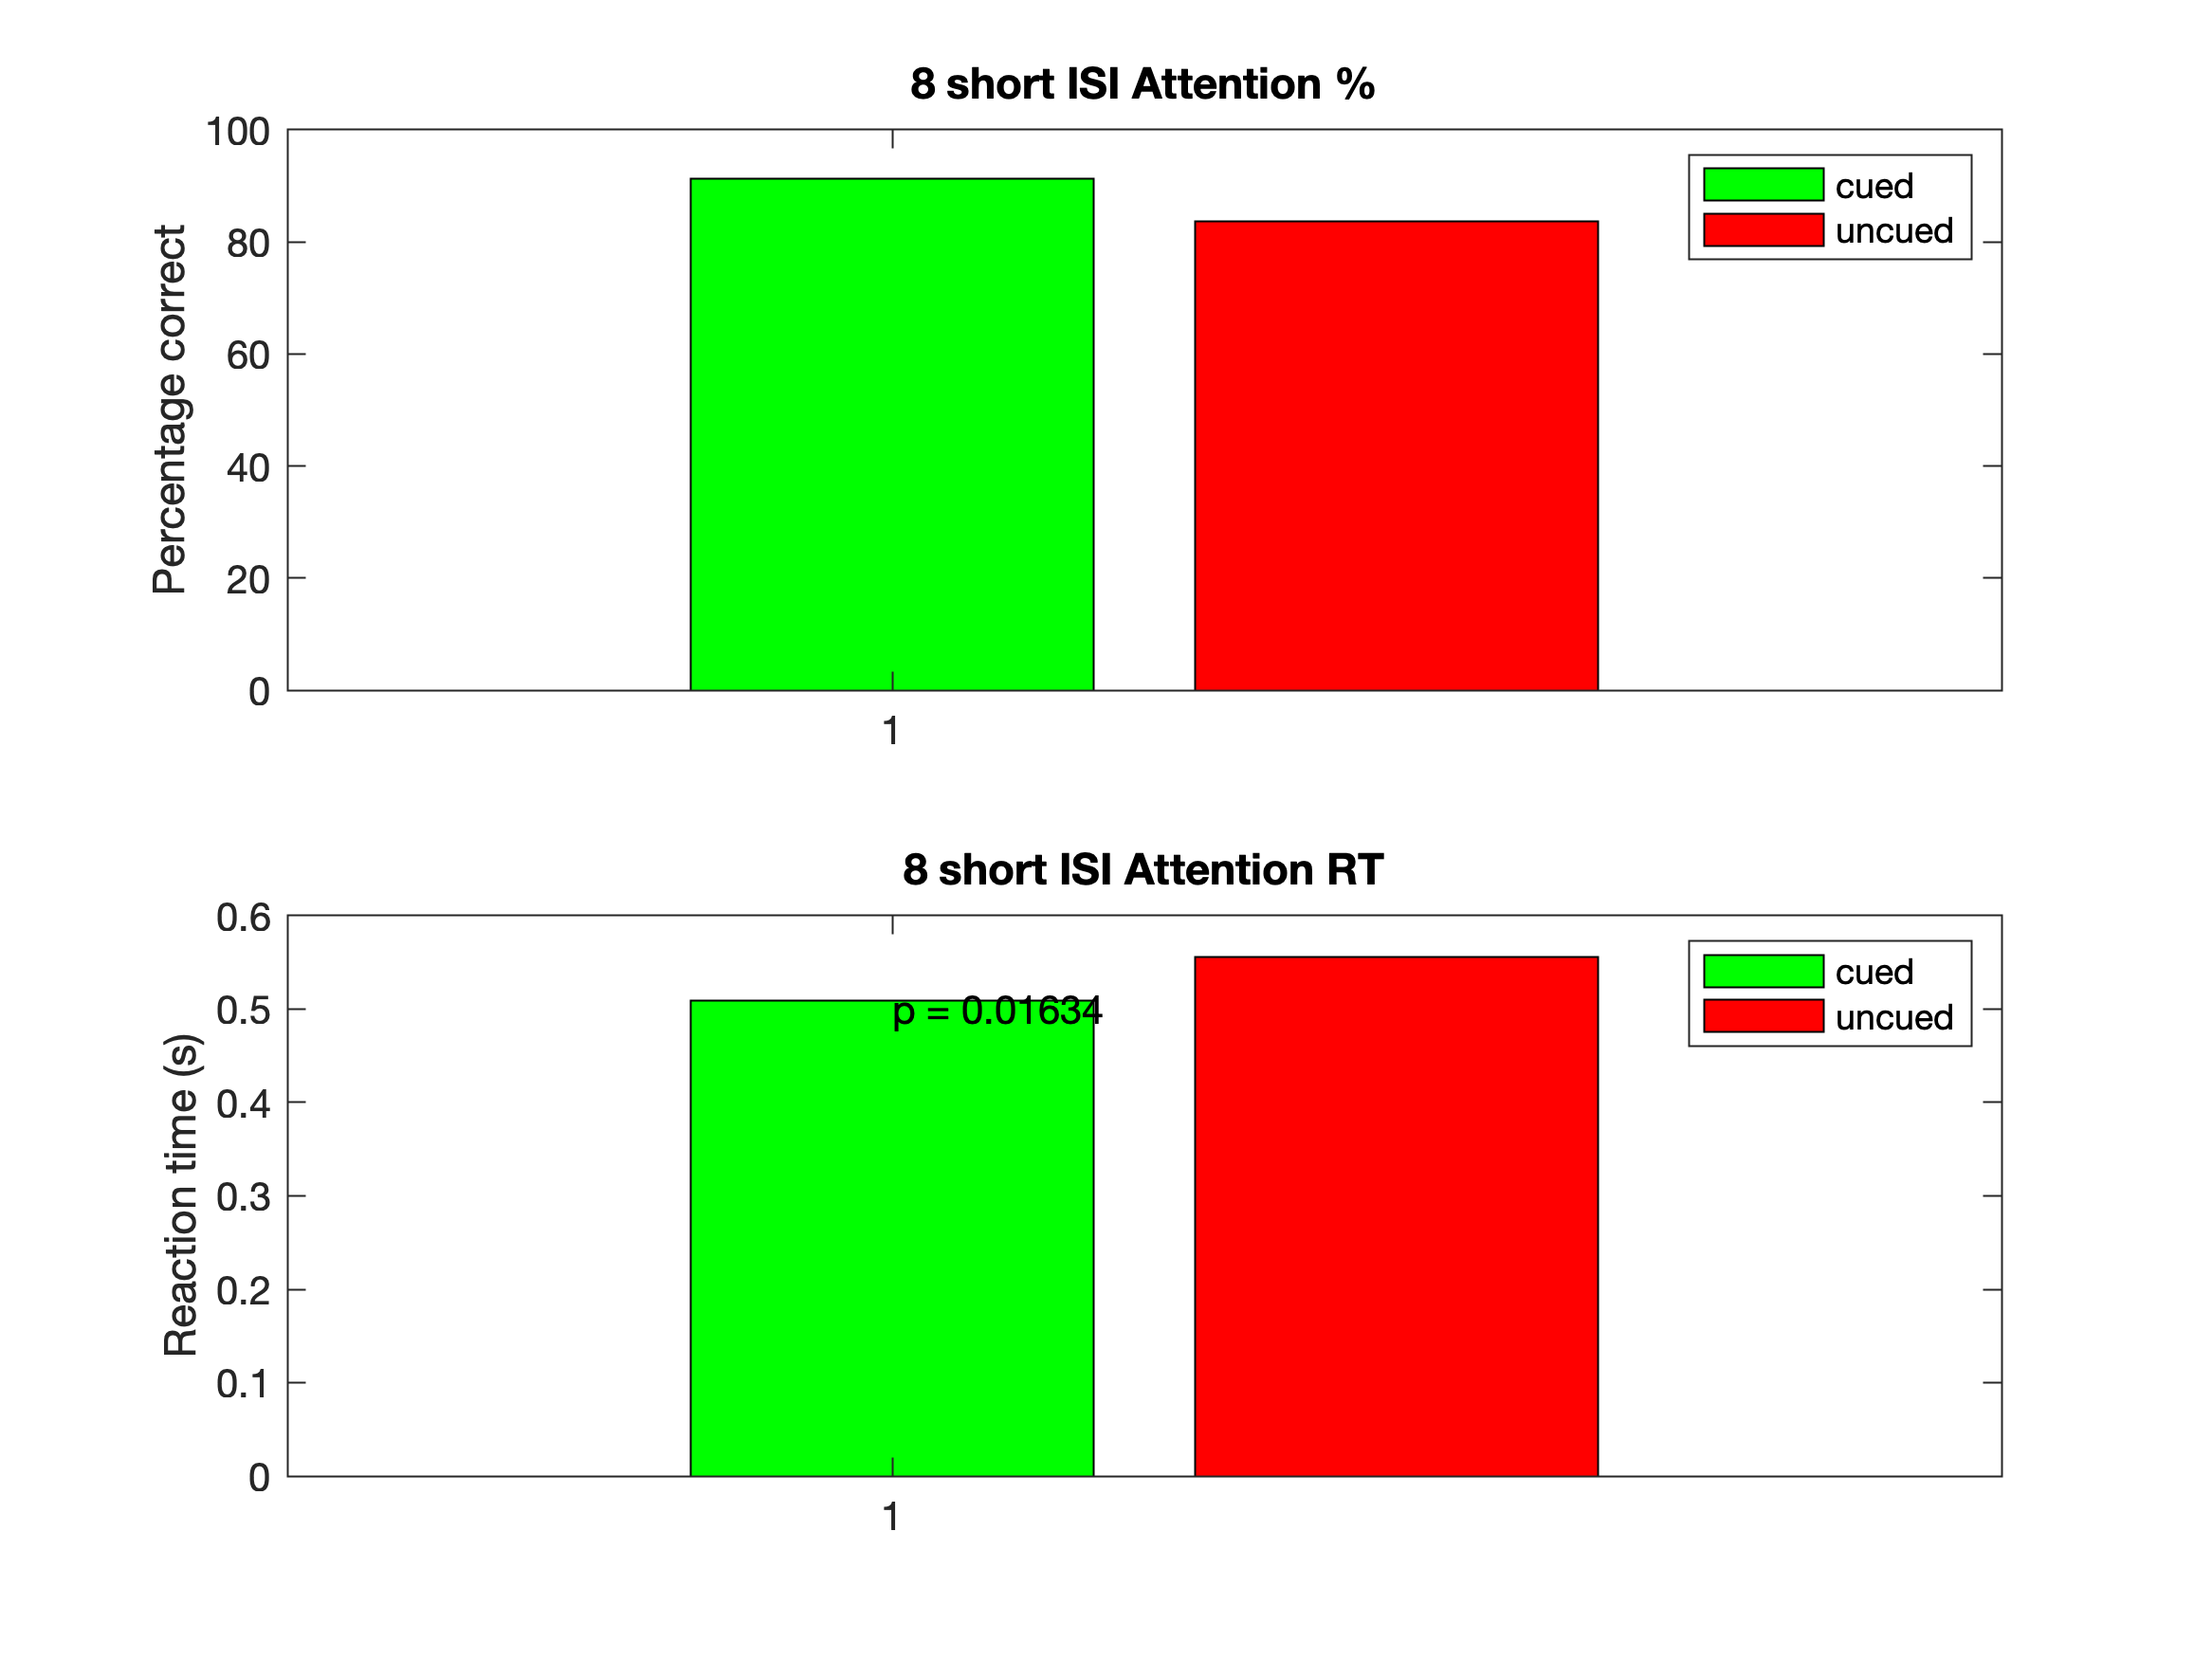 8 short ISI Attention %
100
80
60
40
20
0
Percentage correct
cued
uncued
1
8 short ISI Attention RT
0.6
0.5
0.4
0.3
0.2
0.1
0
Reaction time (s)
p = 0.01634
cued
uncued
1